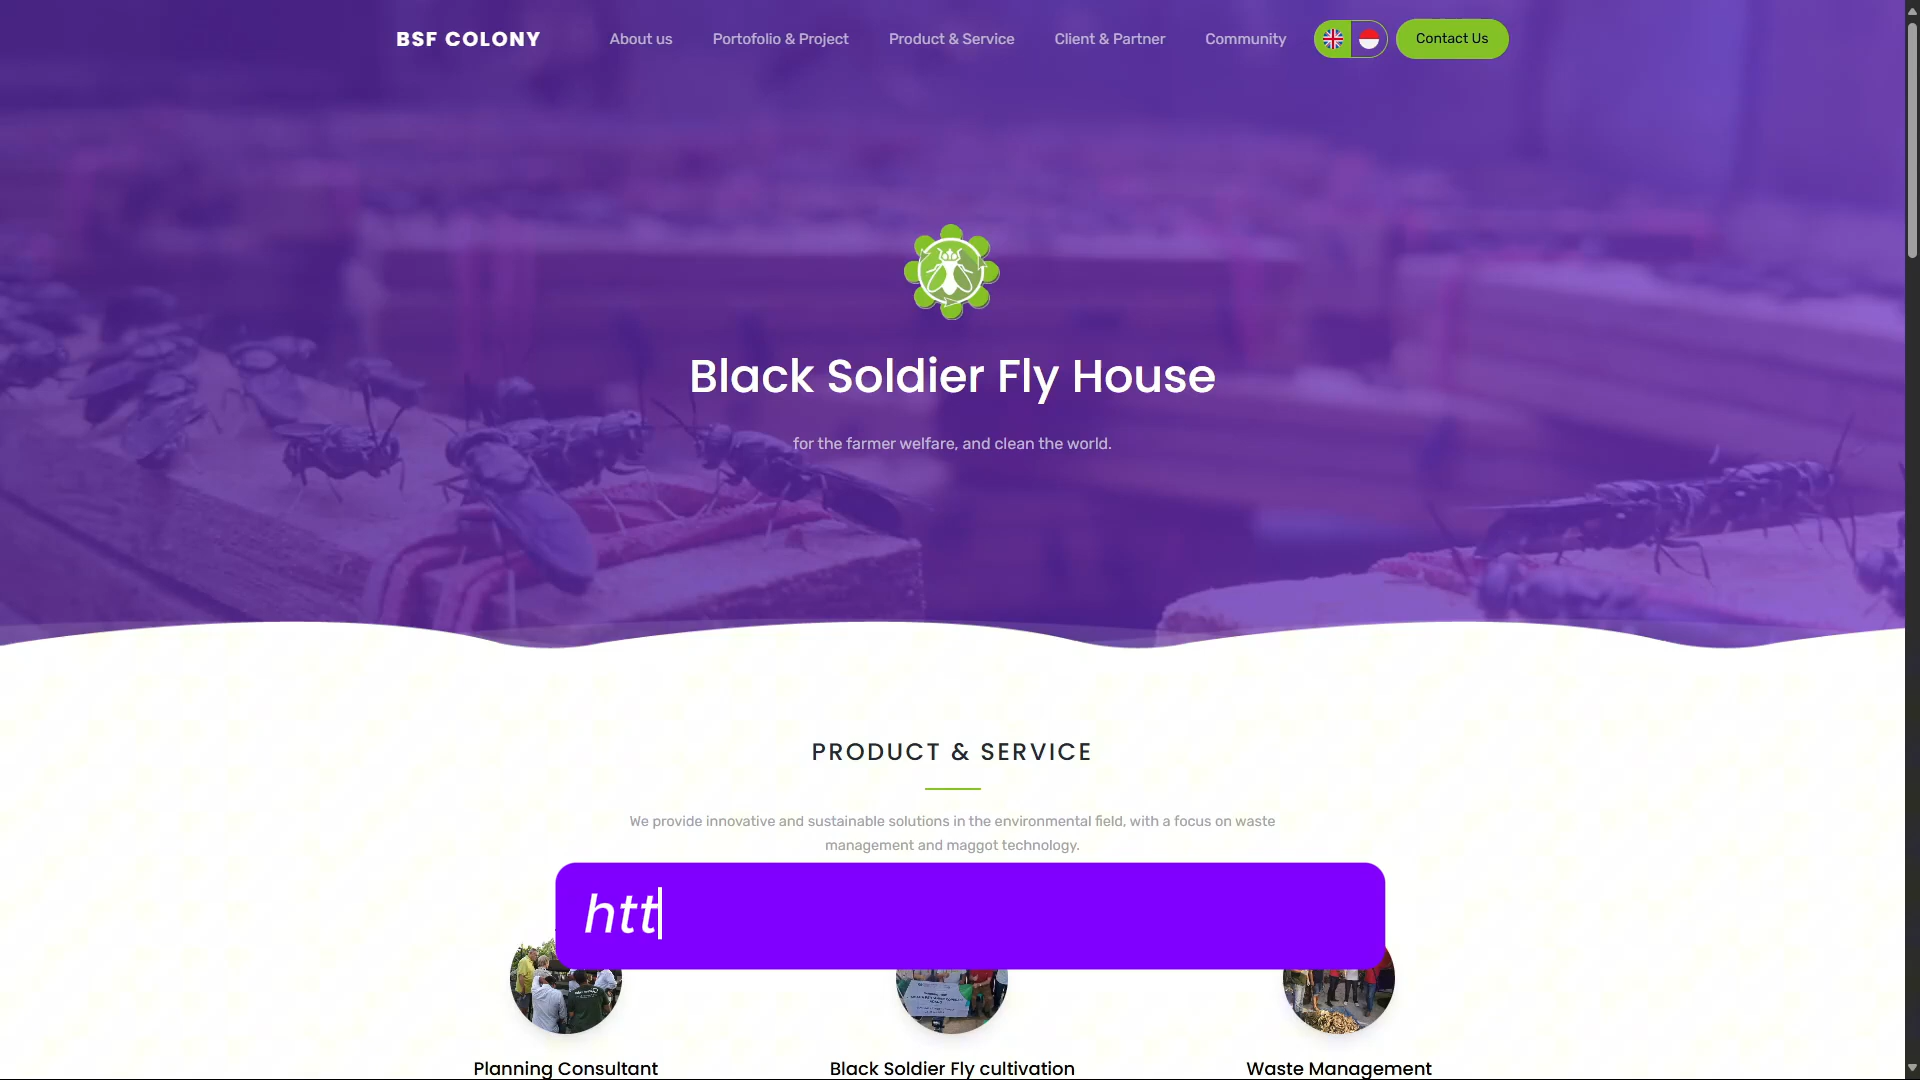 BSF COLONY
About us
Portofolio & Project
Product & Service
Client & Partner
Community
Contact Us
Black Soldier Fly House
for the farmer welfare, and clean the world.
PRODUCT & SERVICE
We provide innovative and sustainable solutions in the environmental field, with a focus on waste
management and maggot technology.
htt
Planning Consultant
Black Soldier Fly cultivation
Waste Management